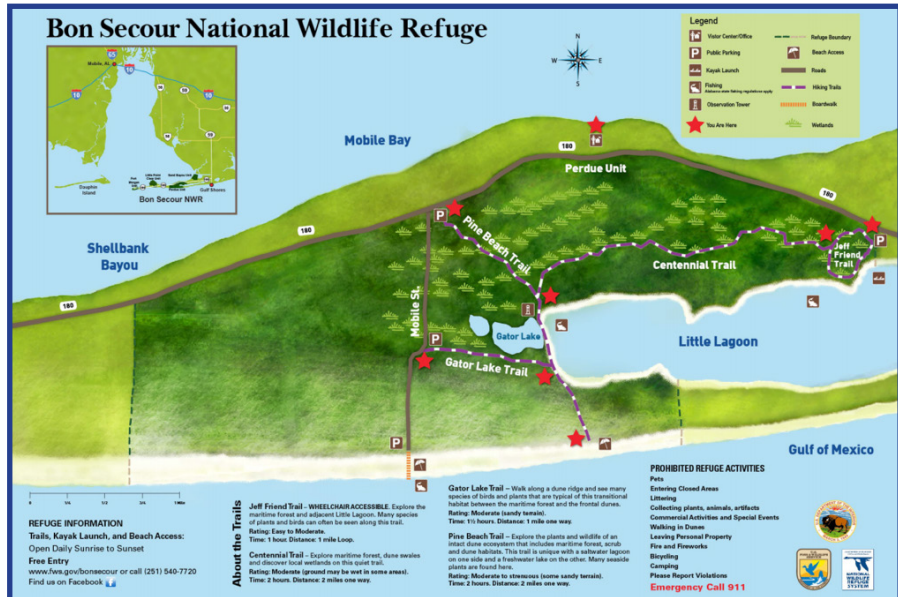 Bon Secour National Wildlife Refuge
Legend
Visitor Center/Office
Public Parking
Kayak Launch
Fishing
Alabama state fishing regulations apply
Observation Tower
You Are Here
Refuge Boundary
Beach Access
Roads
Hiking Trails
Boardwalk
Wetlands
N
W
E
S
Mobile, AL
Dauphin
Island
Gulf Shores
Bon Secour NWR
Mobile Bay
180
Perdue Unit
180
180
Shellbank
Bayou
180
P
Pine Beach Trail
Centennial Trail
Jeff
Friend
Trail
P
Mobile St.
Gator Lake
Little Lagoon
P
Gator Lake Trail
P
Gulf of Mexico
REFUGE INFORMATION
Trails, Kayak Launch, and Beach Access:
Open Daily Sunrise to Sunset
Free Entry
www.fws.gov/bonsecour or call (251) 540-7720
Find us on Facebook
About the Trails
Jeff Friend Trail – WHEELCHAIR ACCESSIBLE. Explore the
maritime forest and adjacent Little Lagoon. Many species
of plants and birds can often be seen along this trail.
Rating: Easy to Moderate.
Time: 1 hour. Distance: 1 mile Loop.
Centennial Trail – Explore maritime forest, dune swales
and discover local wetlands on this quiet trail.
Rating: Moderate (ground may be wet in some areas).
Time: 2 hours. Distance: 2 miles one way.
Gator Lake Trail – Walk along a dune ridge and see many
species of birds and plants that are typical of this transitional
habitat between the maritime forest and the frontal dunes.
Rating: Moderate (sandy terrain).
Time: 1½ hours. Distance: 1 mile one way.
Pine Beach Trail – Explore the plants and wildlife of an
intact dune ecosystem that includes maritime forest, scrub
and dune habitats. This trail is unique with a saltwater lagoon
on one side and a freshwater lake on the other. Many seaside
plants are found here.
Rating: Moderate to strenuous (some sandy terrain).
Time: 2 hours. Distance: 2 miles one way.
PROHIBITED REFUGE ACTIVITIES
Pets
Entering Closed Areas
Littering
Collecting plants, animals, artifacts
Commercial Activities and Special Events
Walking in Dunes
Leaving Personal Property
Fire and Fireworks
Bicycling
Camping
Please Report Violations
Emergency Call 911